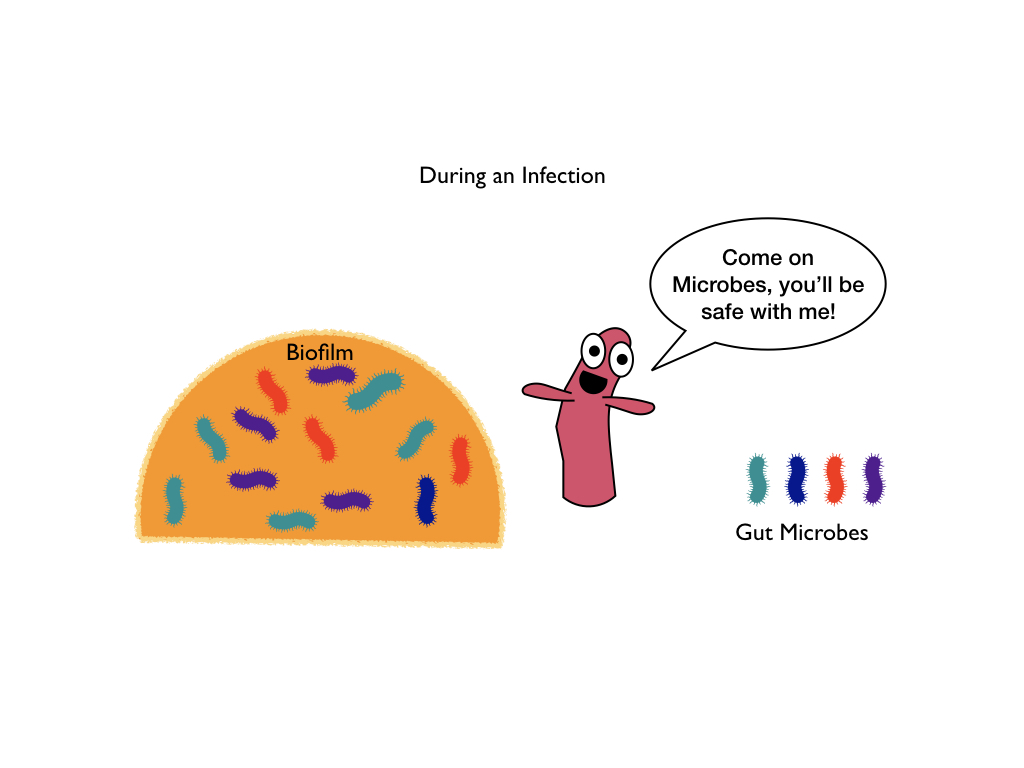 During an Infection
Come on
Microbes, you’ll be
safe with me!
Biofilm
Gut Microbes